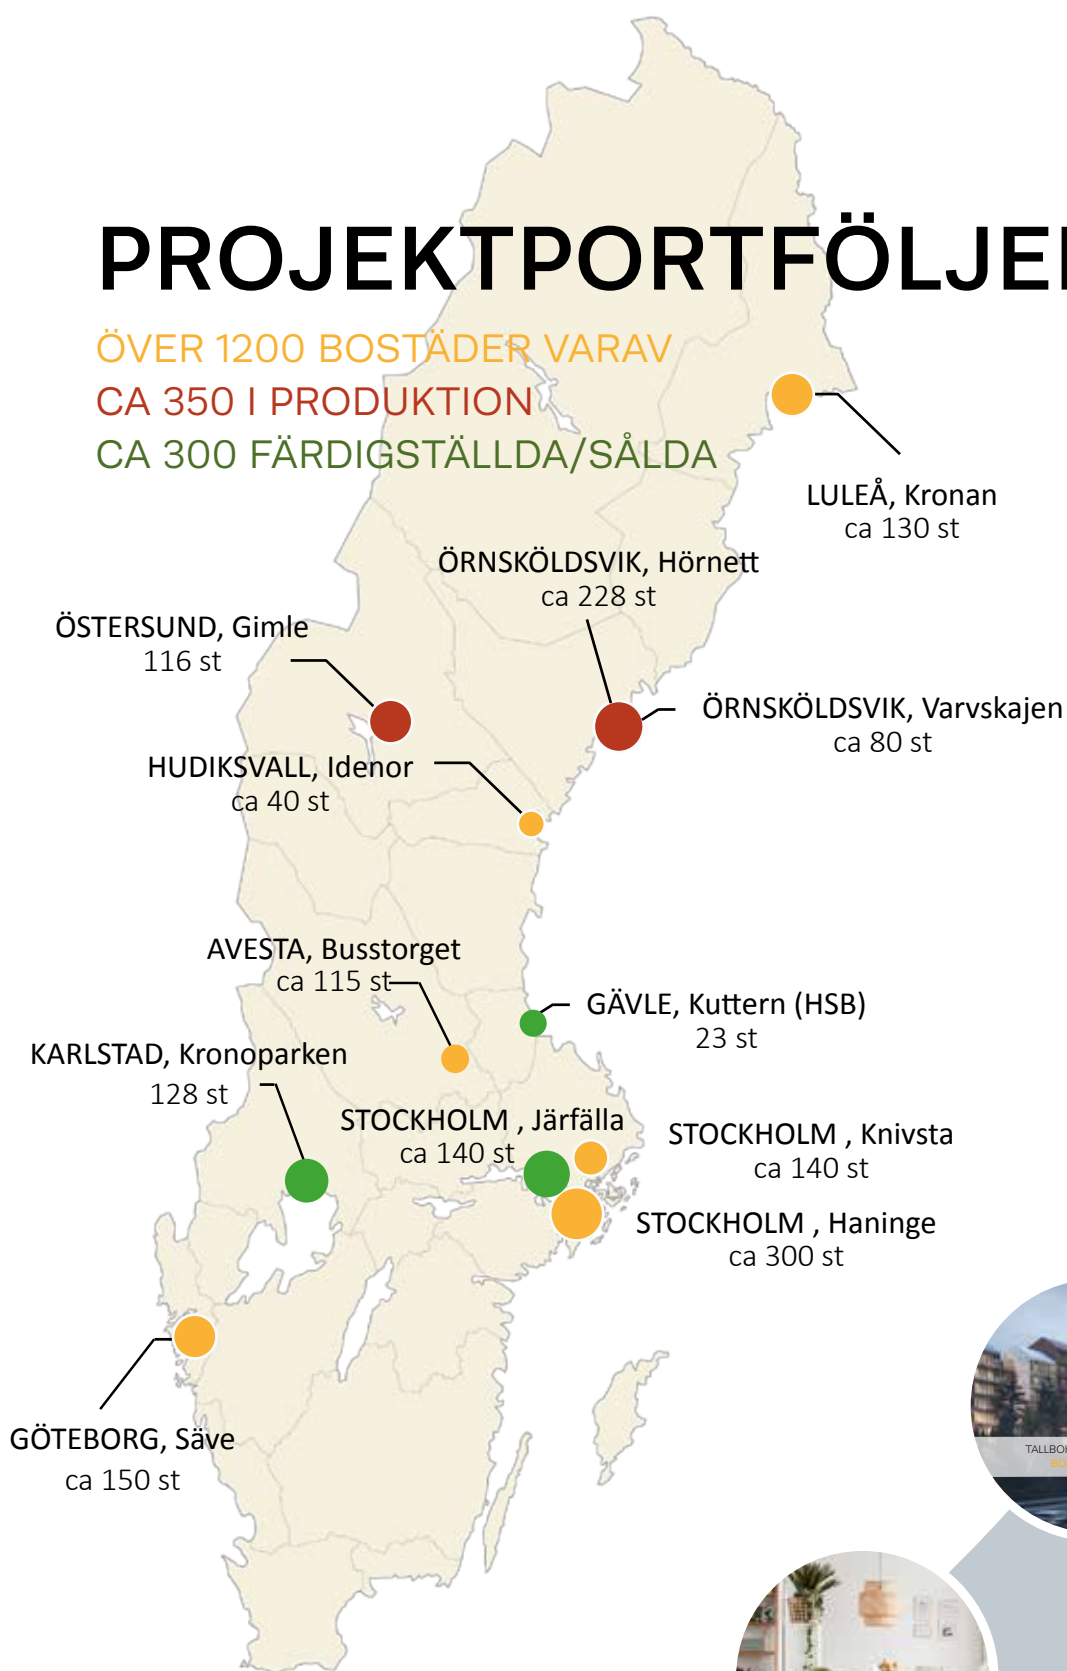 PROJEKTPORTFÖLJEN
ÖVER 1200 BOSTÄDER VARAV
CA 350 I PRODUKTION
CA 300 FÄRDIGSTÄLLDA/SÅLDA
LULEÅ, Kronan
ca 130 st
ÖRNSKÖLDSVIK, Hörnett
ca 228 st
ÖSTERSUND, Gimle
116 st
ÖRNSKÖLDSVIK, Varvskajen
ca 80 st
HUDIKSVALL, Idenor
ca 40 st
AVESTA, Busstorget
ca 115 st
GÄVLE, Kuttern (HSB)
23 st
KARLSTAD, Kronoparken
128 st
STOCKHOLM , Järfälla
ca 140 st
STOCKHOLM , Knivsta
ca 140 st
STOCKHOLM , Haninge
ca 300 st
GÖTEBORG, Säve
ca 150 st